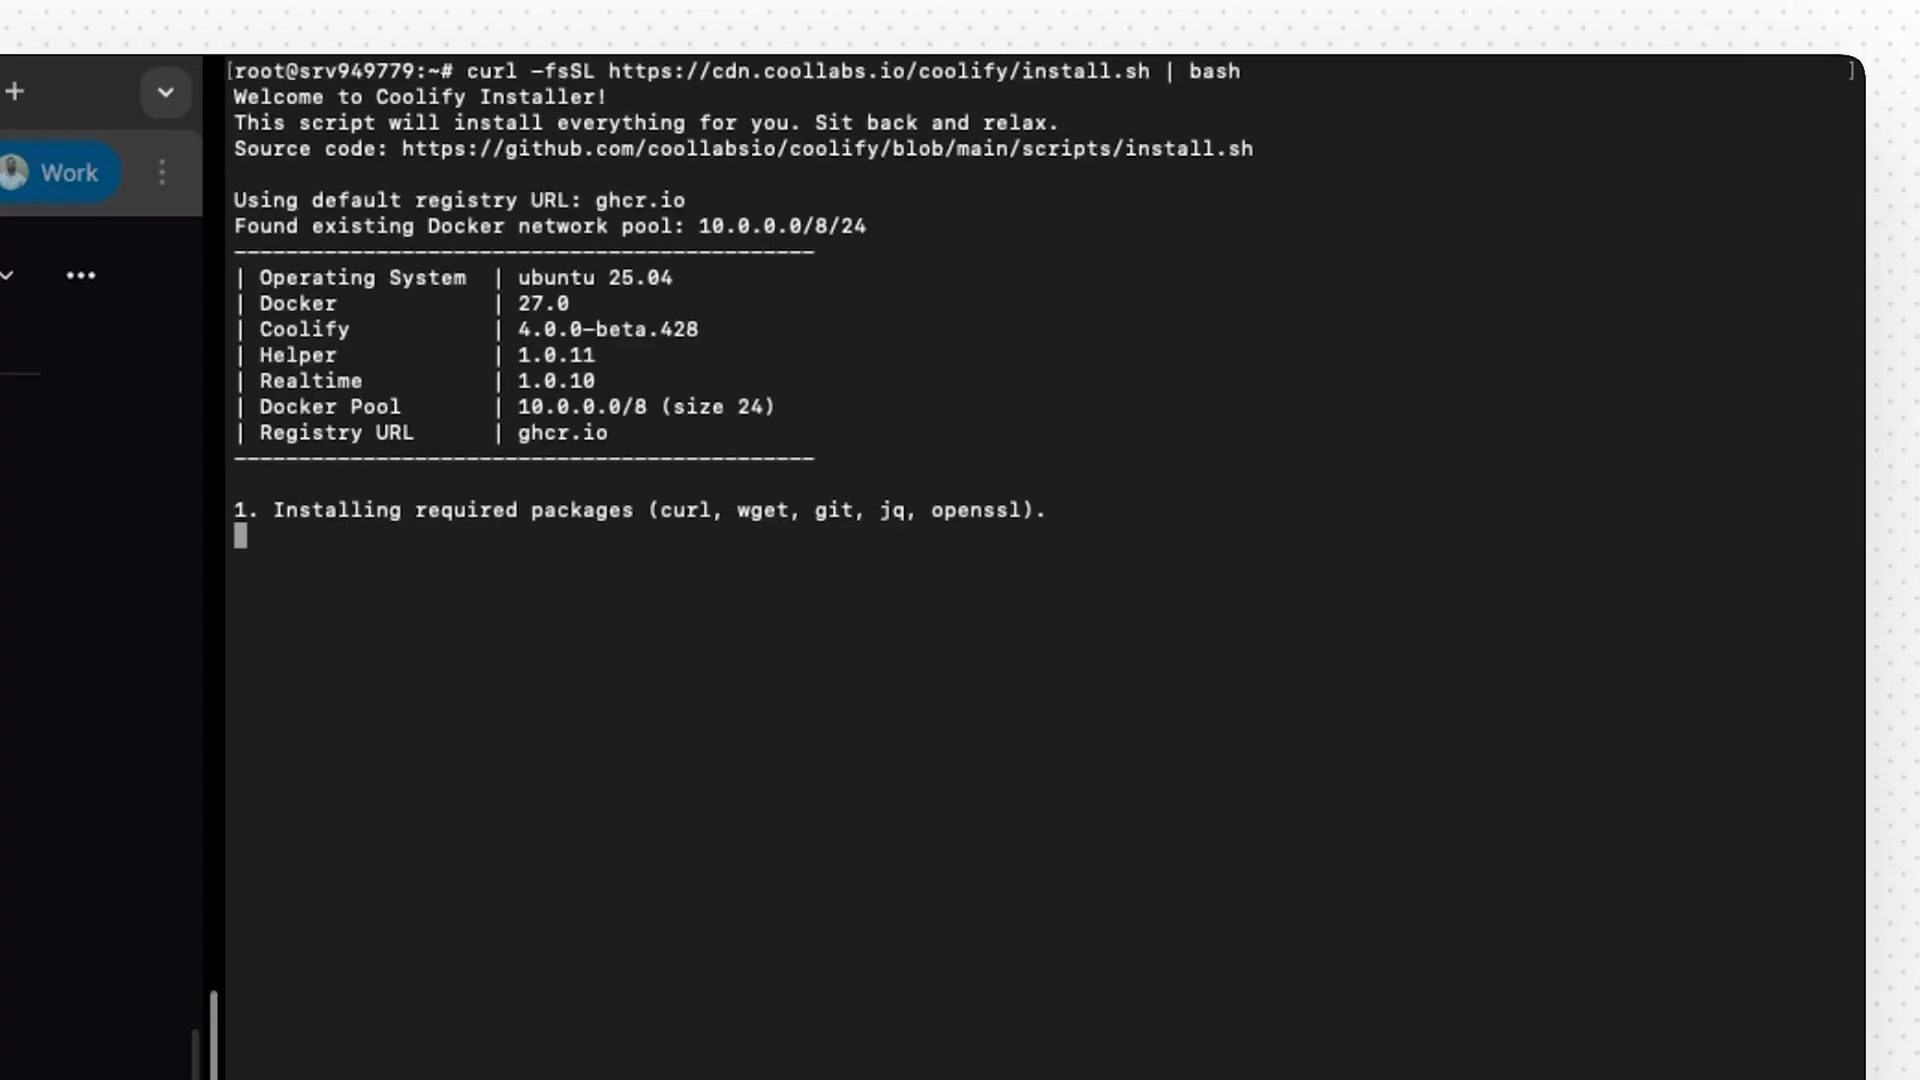 [root@srv949779:~# curl -fsSL https://cdn.coollabs.io/coolify/install.sh | bash ]
Welcome to Coolify Installer!
This script will install everything for you. Sit back and relax.
Source code: https://github.com/coollabsio/coolify/blob/main/scripts/install.sh
Work
Using default registry URL: ghcr.io
Found existing Docker network pool: 10.0.0.0/8/24
---------------------------------------------
| Operating System  | ubuntu 25.04
| Docker            | 27.0
| Coolify           | 4.0.0-beta.428
| Helper            | 1.0.11
| Realtime          | 1.0.10
| Docker Pool       | 10.0.0.0/8 (size 24)
| Registry URL      | ghcr.io
---------------------------------------------
1. Installing required packages (curl, wget, git, jq, openssl).